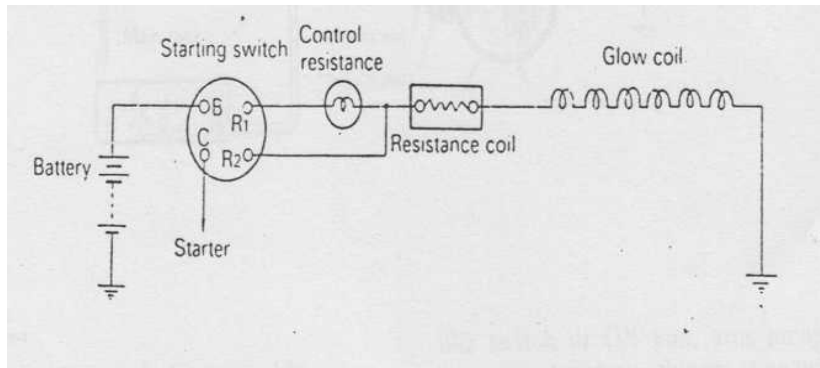 Starting switch
Control
resistance
Glow coil
B
R1
C
R2
Resistance coil
Battery
Starter